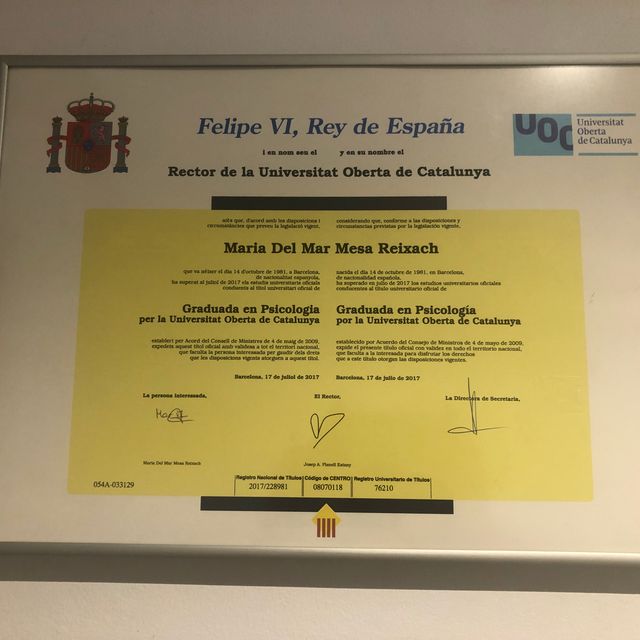 Felipe VI, Rey de España
UOC
Universitat
Oberta
de Catalunya
i en nom seu el y en su nombre el
Rector de la Universitat Oberta de Catalunya
atès que, d'acord amb les disposicions i
circumstàncies que preveu la legislació vigent,
considerando que, conforme a las disposiciones y
circunstancias previstas por la legislación vigente,
Maria Del Mar Mesa Reixach
que va néixer el dia 14 d'octubre de 1981, a Barcelona,
de nacionalitat espanyola,
ha superat al juliol de 2017 els estudis universitaris oficials
conduents al títol universitari oficial de
nacida el día 14 de octubre de 1981, en Barcelona,
de nacionalidad española,
ha superado en julio de 2017 los estudios universitarios oficiales
conducentes al título universitario oficial de
Graduada en Psicologia
per la Universitat Oberta de Catalunya
Graduada en Psicología
por la Universitat Oberta de Catalunya
establert per Acord del Consell de Ministres de 4 de maig de 2009,
expedeix aquest títol oficial amb validesa a tot el territori nacional,
que faculta la persona interessada per gaudir dels drets
que les disposicions vigents atorguen a aquest títol.
establecido por Acuerdo del Consejo de Ministros de 4 de mayo de 2009,
expide el presente título oficial con validez en todo el territorio nacional,
que faculta a la interesada para disfrutar los derechos
que a este título otorgan las disposiciones vigentes.
Barcelona, 17 de juliol de 2017
Barcelona, 17 de julio de 2017
La persona interessada,
El Rector,
La Directora de Secretaria,
Maria Del Mar Mesa Reixach
Josep A. Planell Estany
054A-033129
Registro Nacional de Títulos Código de CENTRO Registro Universitario de Títulos
2017/228981 08070118 76210